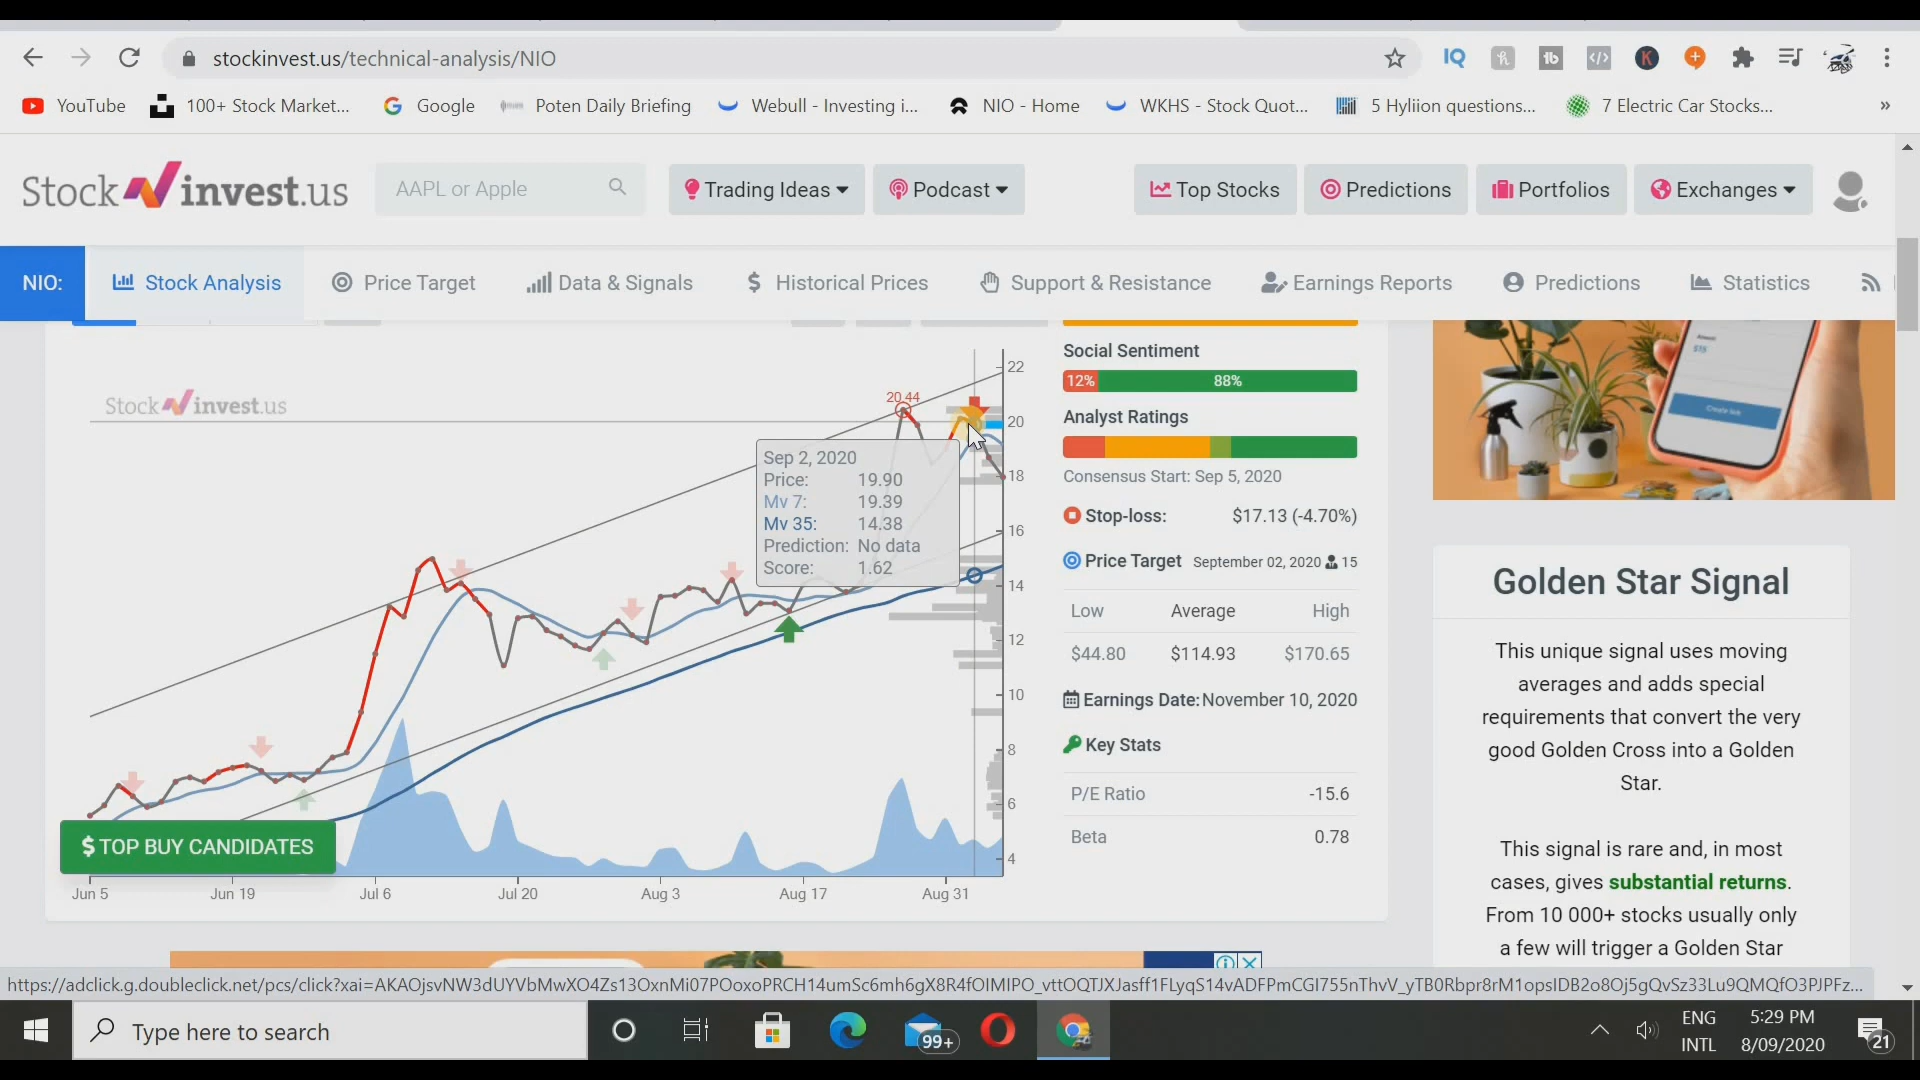 stockinvest.us/technical-analysis/NIO
YouTube
100+ Stock Market...
Google
Poten Daily Briefing
Webull - Investing i...
NIO - Home
WKHS - Stock Quot...
5 Hyliion questions...
7 Electric Car Stocks...
»
Stock invest.us
AAPL or Apple
Trading Ideas
Podcast
Top Stocks
Predictions
Portfolios
Exchanges
NIO:
Stock Analysis
Price Target
Data & Signals
$ Historical Prices
Support & Resistance
Earnings Reports
Predictions
Statistics
Stock invest.us
20.44
22
20
18
16
14
12
10
8
6
4
Sep 2, 2020
Price: 19.90
Mv 7: 19.39
Mv 35: 14.38
Prediction: No data
Score: 1.62
$ TOP BUY CANDIDATES
Jun 5
Jun 19
Jul 6
Jul 20
Aug 3
Aug 17
Aug 31
Social Sentiment
12% 88%
Analyst Ratings
Consensus Start: Sep 5, 2020
Stop-loss: $17.13 (-4.70%)
Price Target September 02, 2020 15
Low Average High
$44.80 $114.93 $170.65
Earnings Date: November 10, 2020
Key Stats
P/E Ratio -15.6
Beta 0.78
$15
Golden Star Signal
This unique signal uses moving
averages and adds special
requirements that convert the very
good Golden Cross into a Golden
Star.
This signal is rare and, in most
cases, gives substantial returns.
From 10 000+ stocks usually only
a few will trigger a Golden Star
Type here to search
99+
ENG
INTL
5:29 PM
8/09/2020
21